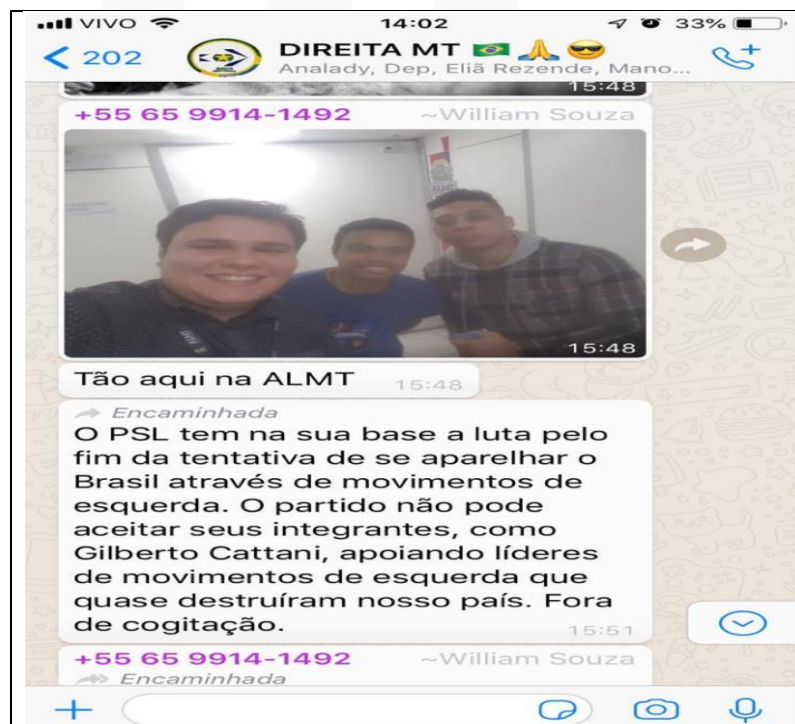 VIVO 14:02 33%
202 DIREITA MT
Analady, Dep, Eliã Rezende, Mano...
15:48
+55 65 9914-1492 ~William Souza
ALMT
15:48
Tão aqui na ALMT 15:48
Encaminhada
O PSL tem na sua base a luta pelo
fim da tentativa de se aparelhar o
Brasil através de movimentos de
esquerda. O partido não pode
aceitar seus integrantes, como
Gilberto Cattani, apoiando líderes
de movimentos de esquerda que
quase destruíram nosso país. Fora
de cogitação. 15:51
+55 65 9914-1492 ~William Souza
Encaminhada